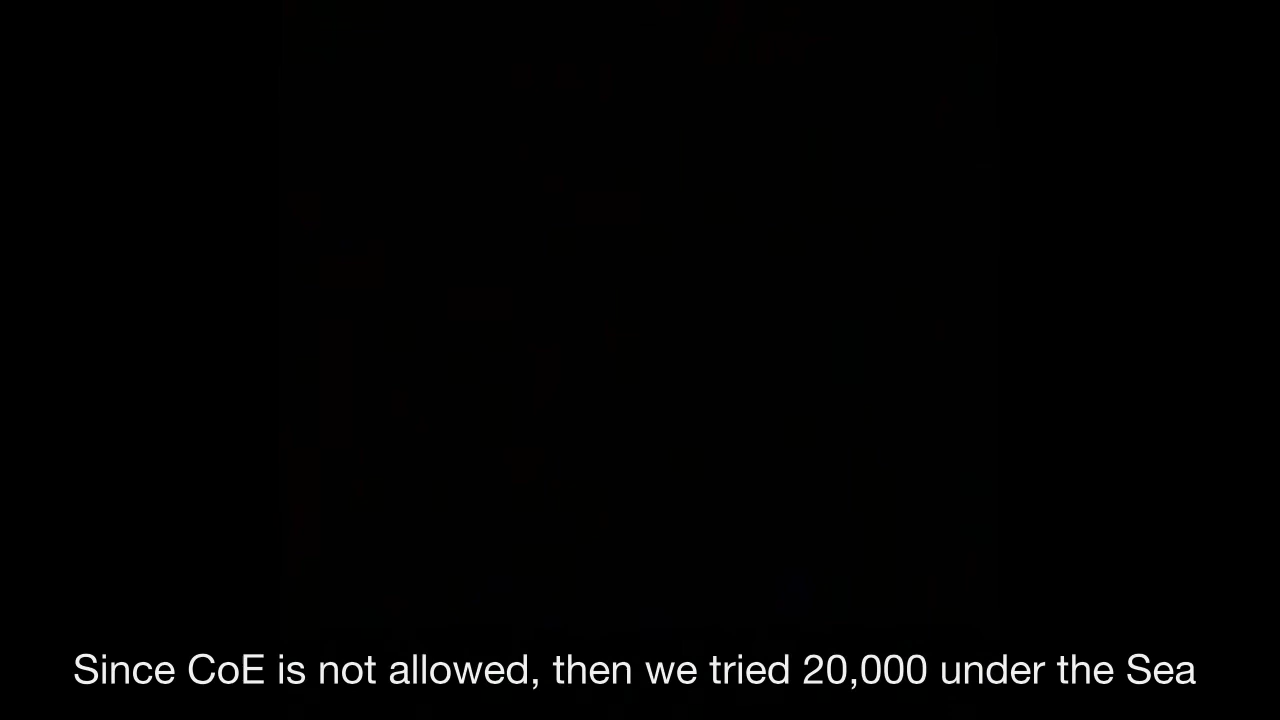 Since CoE is not allowed, then we tried 20,000 under the Sea